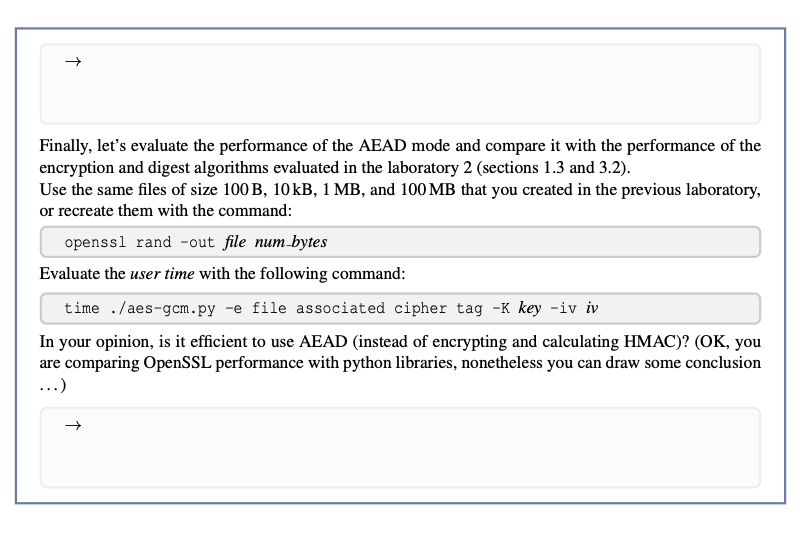 →
Finally, let's evaluate the performance of the AEAD mode and compare it with the performance of the
encryption and digest algorithms evaluated in the laboratory 2 (sections 1.3 and 3.2).
Use the same files of size 100 B, 10 kB, 1 MB, and 100 MB that you created in the previous laboratory,
or recreate them with the command:
openssl rand -out file num_bytes
Evaluate the user time with the following command:
time ./aes-gcm.py -e file associated cipher tag -K key -iv iv
In your opinion, is it efficient to use AEAD (instead of encrypting and calculating HMAC)? (OK, you
are comparing OpenSSL performance with python libraries, nonetheless you can draw some conclusion
...)
→